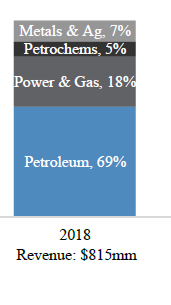 Metals & Ag, 7%
Petrochems, 5%
Power & Gas, 18%
Petroleum, 69%
2018
Revenue: $815mm